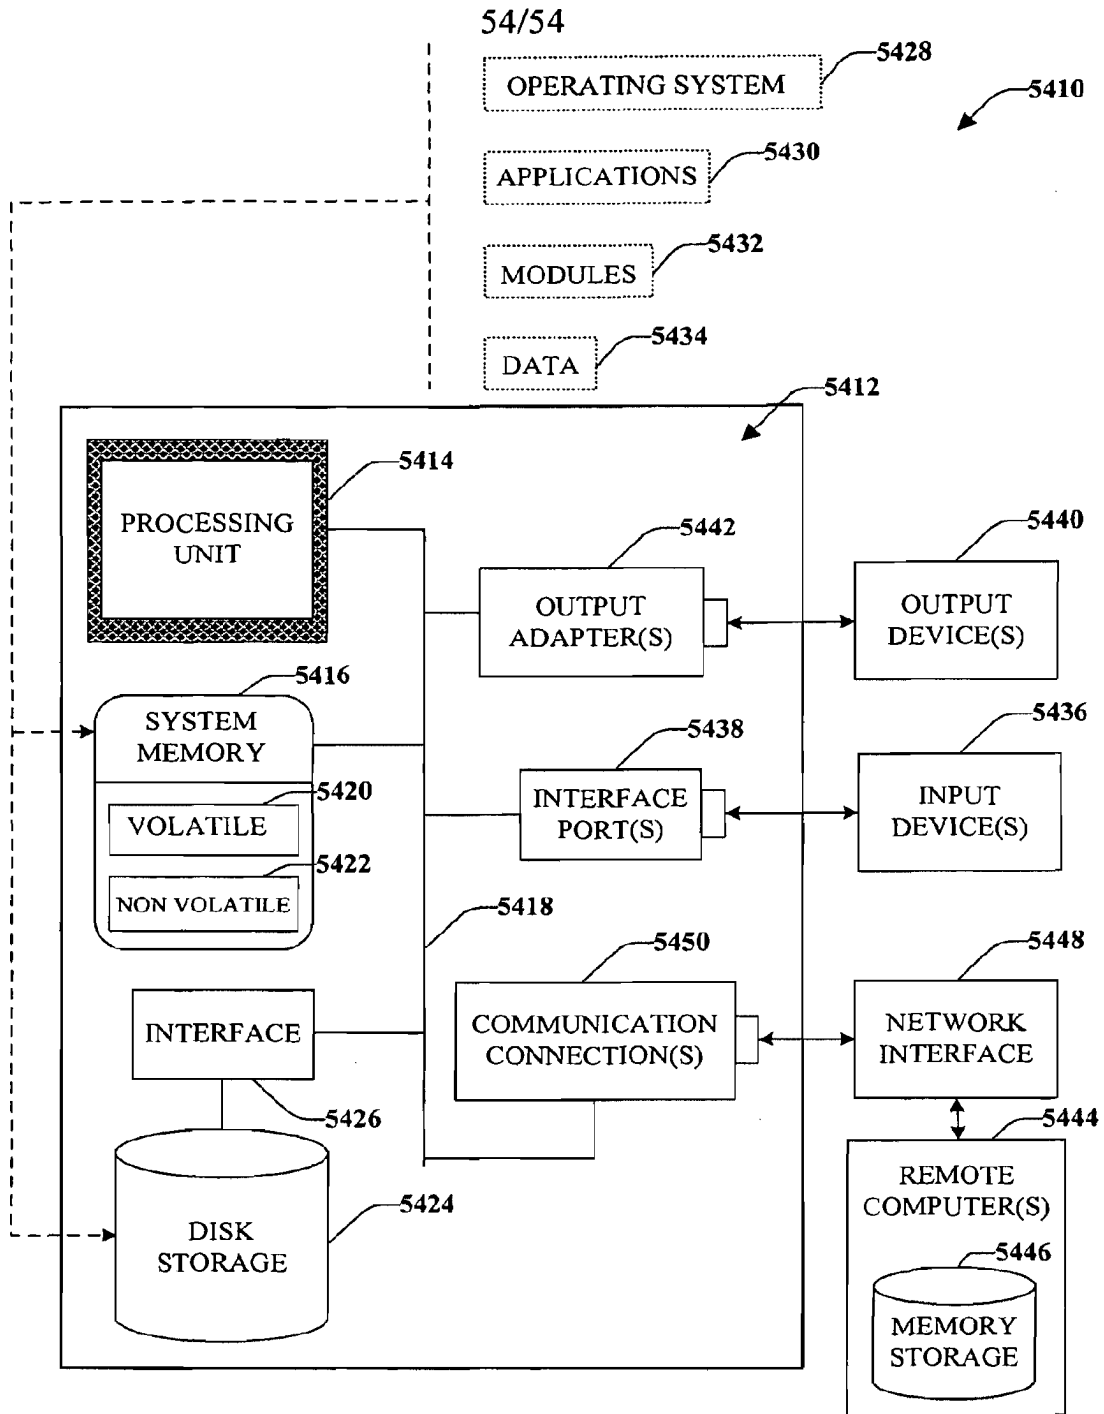 54/54
5428
OPERATING SYSTEM
5410
5430
APPLICATIONS
5432
MODULES
5434
DATA
5412
5414
PROCESSING
UNIT
5442
OUTPUT
ADAPTER(S)
5440
OUTPUT
DEVICE(S)
5416
SYSTEM
MEMORY
5420
VOLATILE
5422
NON VOLATILE
5438
INTERFACE
PORT(S)
5436
INPUT
DEVICE(S)
5418
5450
COMMUNICATION
CONNECTION(S)
5448
NETWORK
INTERFACE
INTERFACE
5426
5424
DISK
STORAGE
5444
REMOTE
COMPUTER(S)
5446
MEMORY
STORAGE